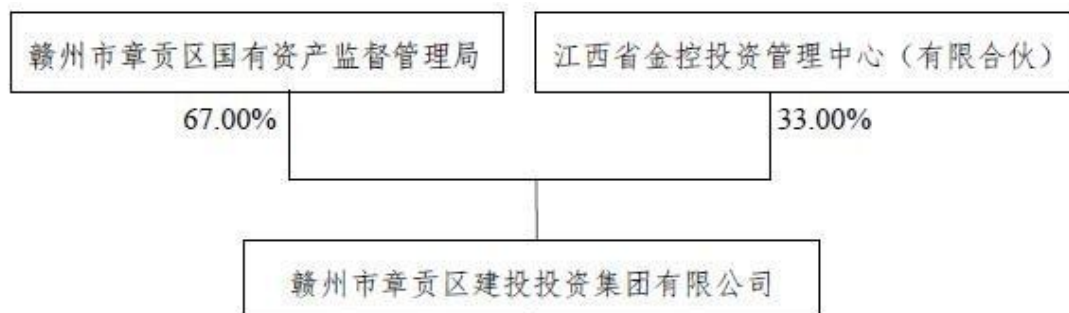 赣州市章贡区国有资产监督管理局
江西省金控投资管理中心（有限合伙）
67.00%
33.00%
赣州市章贡区建投投资集团有限公司